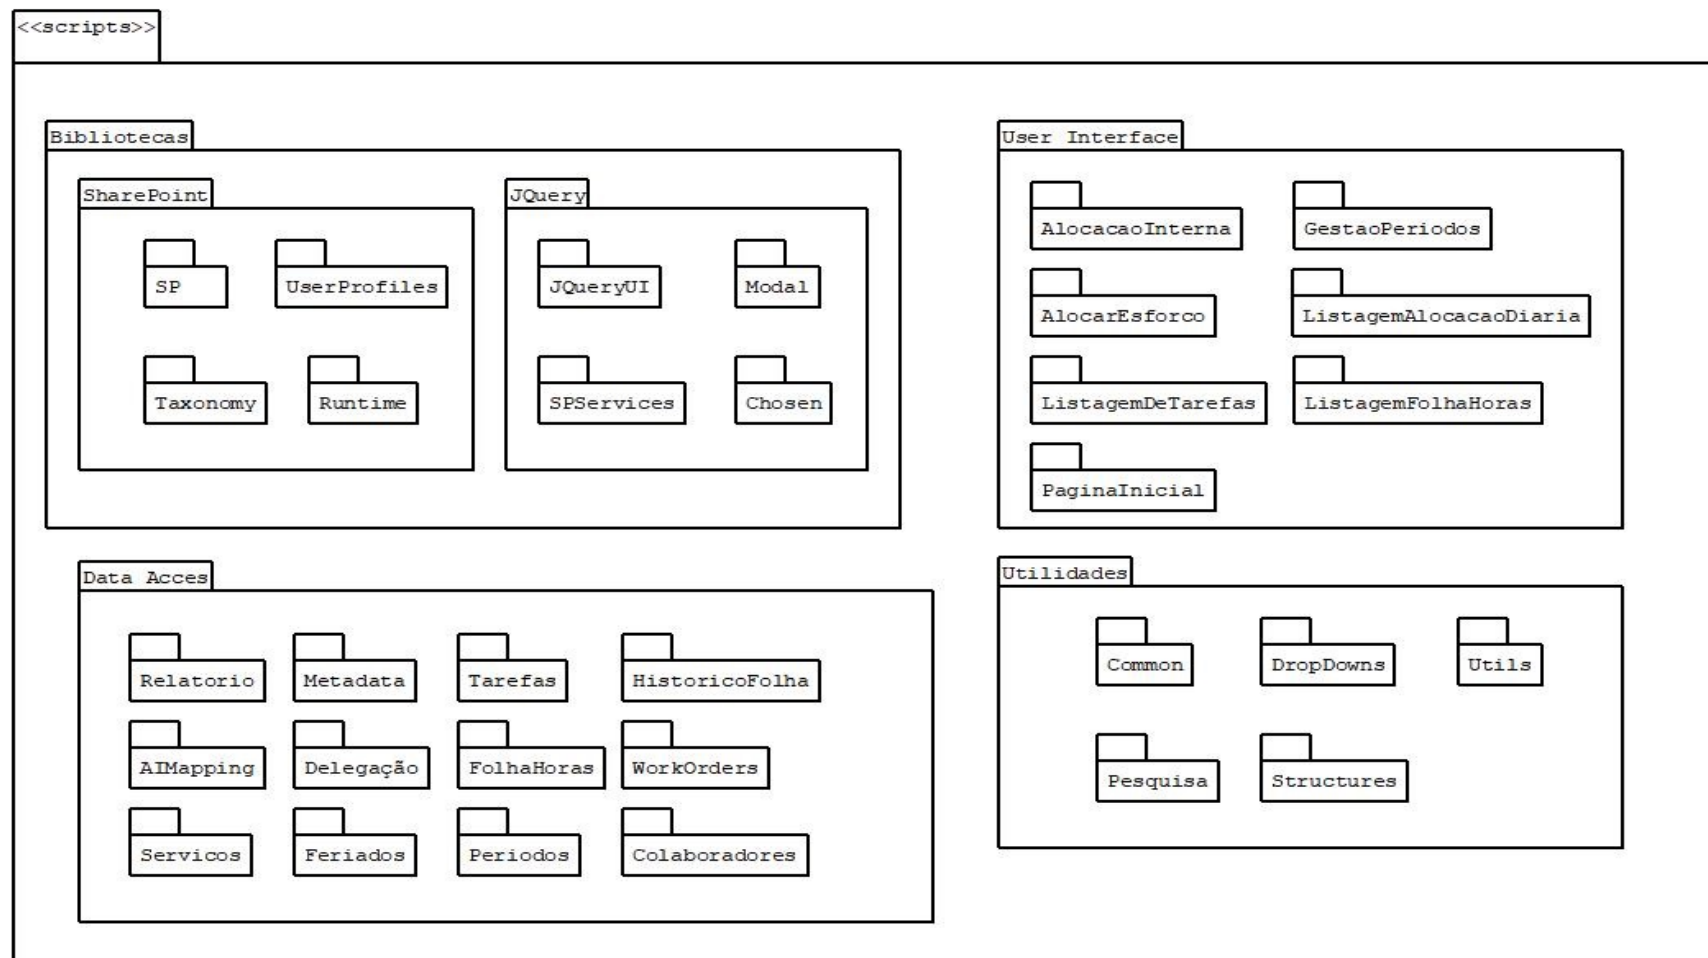 <<scripts>>
Bibliotecas
SharePoint
SP
UserProfiles
Taxonomy
Runtime
JQuery
JQueryUI
Modal
SPServices
Chosen
User Interface
AlocacaoInterna
GestaoPeriodos
AlocarEsforco
ListagemAlocacaoDiaria
ListagemDeTarefas
ListagemFolhaHoras
PaginaInicial
Data Acces
Relatorio
Metadata
Tarefas
HistoricoFolha
AIMapping
Delegação
FolhaHoras
WorkOrders
Servicos
Feriados
Periodos
Colaboradores
Utilidades
Common
DropDowns
Utils
Pesquisa
Structures